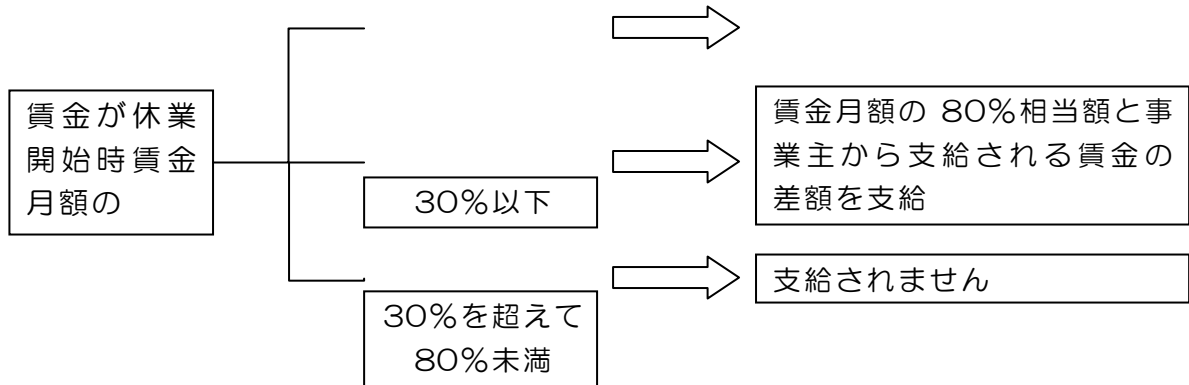 賃金が休業
開始時賃金
月額の
30%以下
30%を超えて
80%未満
賃金月額の 80%相当額と事
業主から支給される賃金の
差額を支給
支給されません